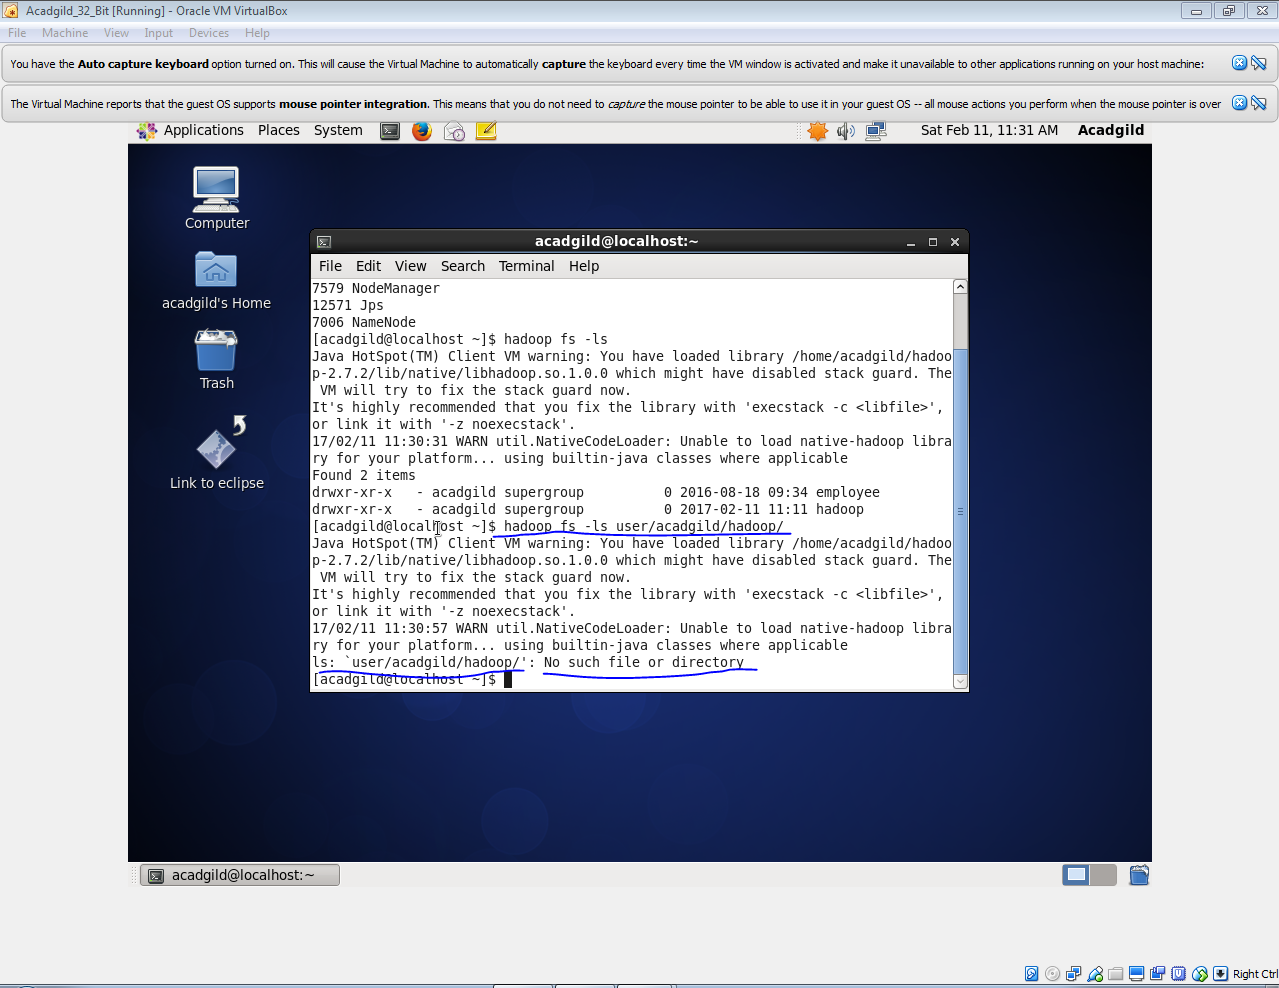 Acadgild_32_Bit [Running] - Oracle VM VirtualBox
File Machine View Input Devices Help
You have the Auto capture keyboard option turned on. This will cause the Virtual Machine to automatically capture the keyboard every time the VM window is activated and make it unavailable to other applications running on your host machine:
The Virtual Machine reports that the guest OS supports mouse pointer integration. This means that you do not need to capture the mouse pointer to be able to use it in your guest OS -- all mouse actions you perform when the mouse pointer is over
Applications Places System Sat Feb 11, 11:31 AM Acadgild
Computer
acadgild's Home
Trash
Link to eclipse
acadgild@localhost:~
File Edit View Search Terminal Help
7579 NodeManager
12571 Jps
7006 NameNode
[acadgild@localhost ~]$ hadoop fs -ls
Java HotSpot(TM) Client VM warning: You have loaded library /home/acadgild/hadoo
p-2.7.2/lib/native/libhadoop.so.1.0.0 which might have disabled stack guard. The
 VM will try to fix the stack guard now.
It's highly recommended that you fix the library with 'execstack -c <libfile>',
or link it with '-z noexecstack'.
17/02/11 11:30:31 WARN util.NativeCodeLoader: Unable to load native-hadoop libra
ry for your platform... using builtin-java classes where applicable
Found 2 items
drwxr-xr-x   - acadgild supergroup          0 2016-08-18 09:34 employee
drwxr-xr-x   - acadgild supergroup          0 2017-02-11 11:11 hadoop
[acadgild@localhost ~]$ hadoop fs -ls user/acadgild/hadoop/
Java HotSpot(TM) Client VM warning: You have loaded library /home/acadgild/hadoo
p-2.7.2/lib/native/libhadoop.so.1.0.0 which might have disabled stack guard. The
 VM will try to fix the stack guard now.
It's highly recommended that you fix the library with 'execstack -c <libfile>',
or link it with '-z noexecstack'.
17/02/11 11:30:57 WARN util.NativeCodeLoader: Unable to load native-hadoop libra
ry for your platform... using builtin-java classes where applicable
ls: `user/acadgild/hadoop/': No such file or directory
[acadgild@localhost ~]$
acadgild@localhost:~
Right Ctrl